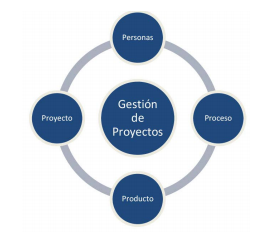 Personas
Gestión
de
Proyectos
Proyecto
Proceso
Producto